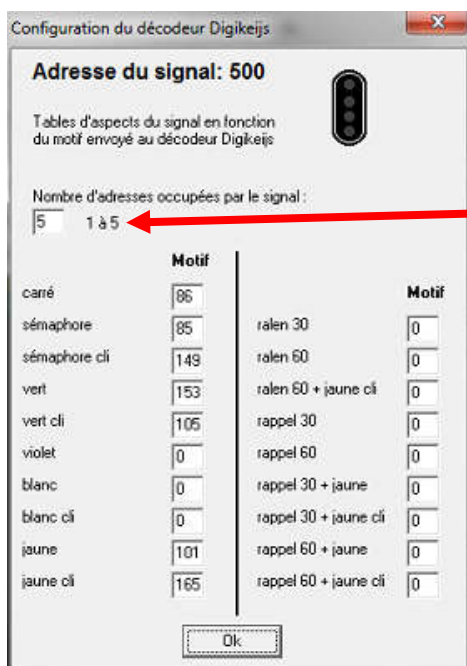 Configuration du décodeur Digikeijs
Adresse du signal: 500
Tables d'aspects du signal en fonction
du motif envoyé au décodeur Digikeijs
Nombre d'adresses occupées par le signal :
5 1 à 5
Motif
carré 86
sémaphore 85
sémaphore cli 149
vert 153
vert cli 105
violet 0
blanc 0
blanc cli 0
jaune 101
jaune cli 165
Motif
ralen 30 0
ralen 60 0
ralen 60 + jaune cli 0
rappel 30 0
rappel 60 0
rappel 30 + jaune 0
rappel 30 + jaune cli 0
rappel 60 + jaune 0
rappel 60 + jaune cli 0
Ok